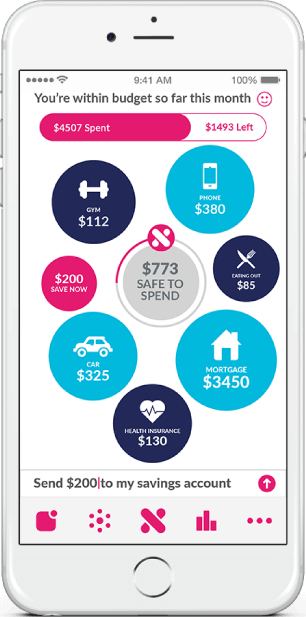 9:41 AM
100%
You're within budget so far this month
$4507 Spent
$1493 Left
GYM
$112
PHONE
$380
$773
SAFE TO
SPEND
EATING OUT
$85
$200
SAVE NOW
CAR
$325
MORTGAGE
$3450
HEALTH INSURANCE
$130
Send $200 to my savings account